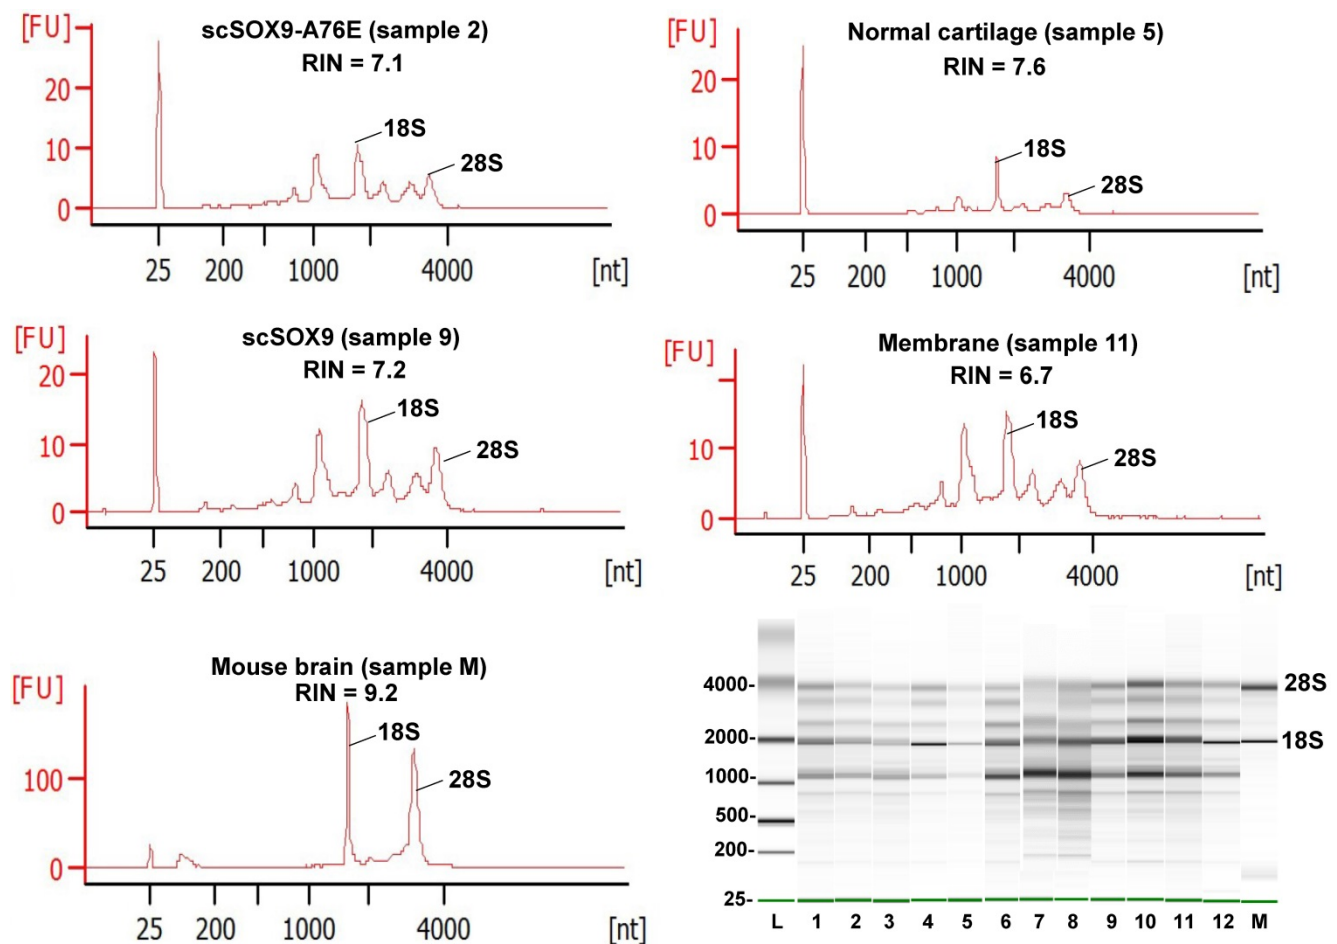 [FU]
scSOX9-A76E (sample 2)
RIN = 7.1
20
10
0
18S
28S
25 200 1000 4000 [nt]
[FU]
Normal cartilage (sample 5)
RIN = 7.6
20
10
0
18S
28S
25 200 1000 4000 [nt]
[FU]
scSOX9 (sample 9)
RIN = 7.2
20
10
0
18S
28S
25 200 1000 4000 [nt]
[FU]
Membrane (sample 11)
RIN = 6.7
10
0
18S
28S
25 200 1000 4000 [nt]
[FU]
Mouse brain (sample M)
RIN = 9.2
100
0
18S
28S
25 200 1000 4000 [nt]
4000-
2000-
1000-
500-
200-
25-
28S
18S
L 1 2 3 4 5 6 7 8 9 10 11 12 M